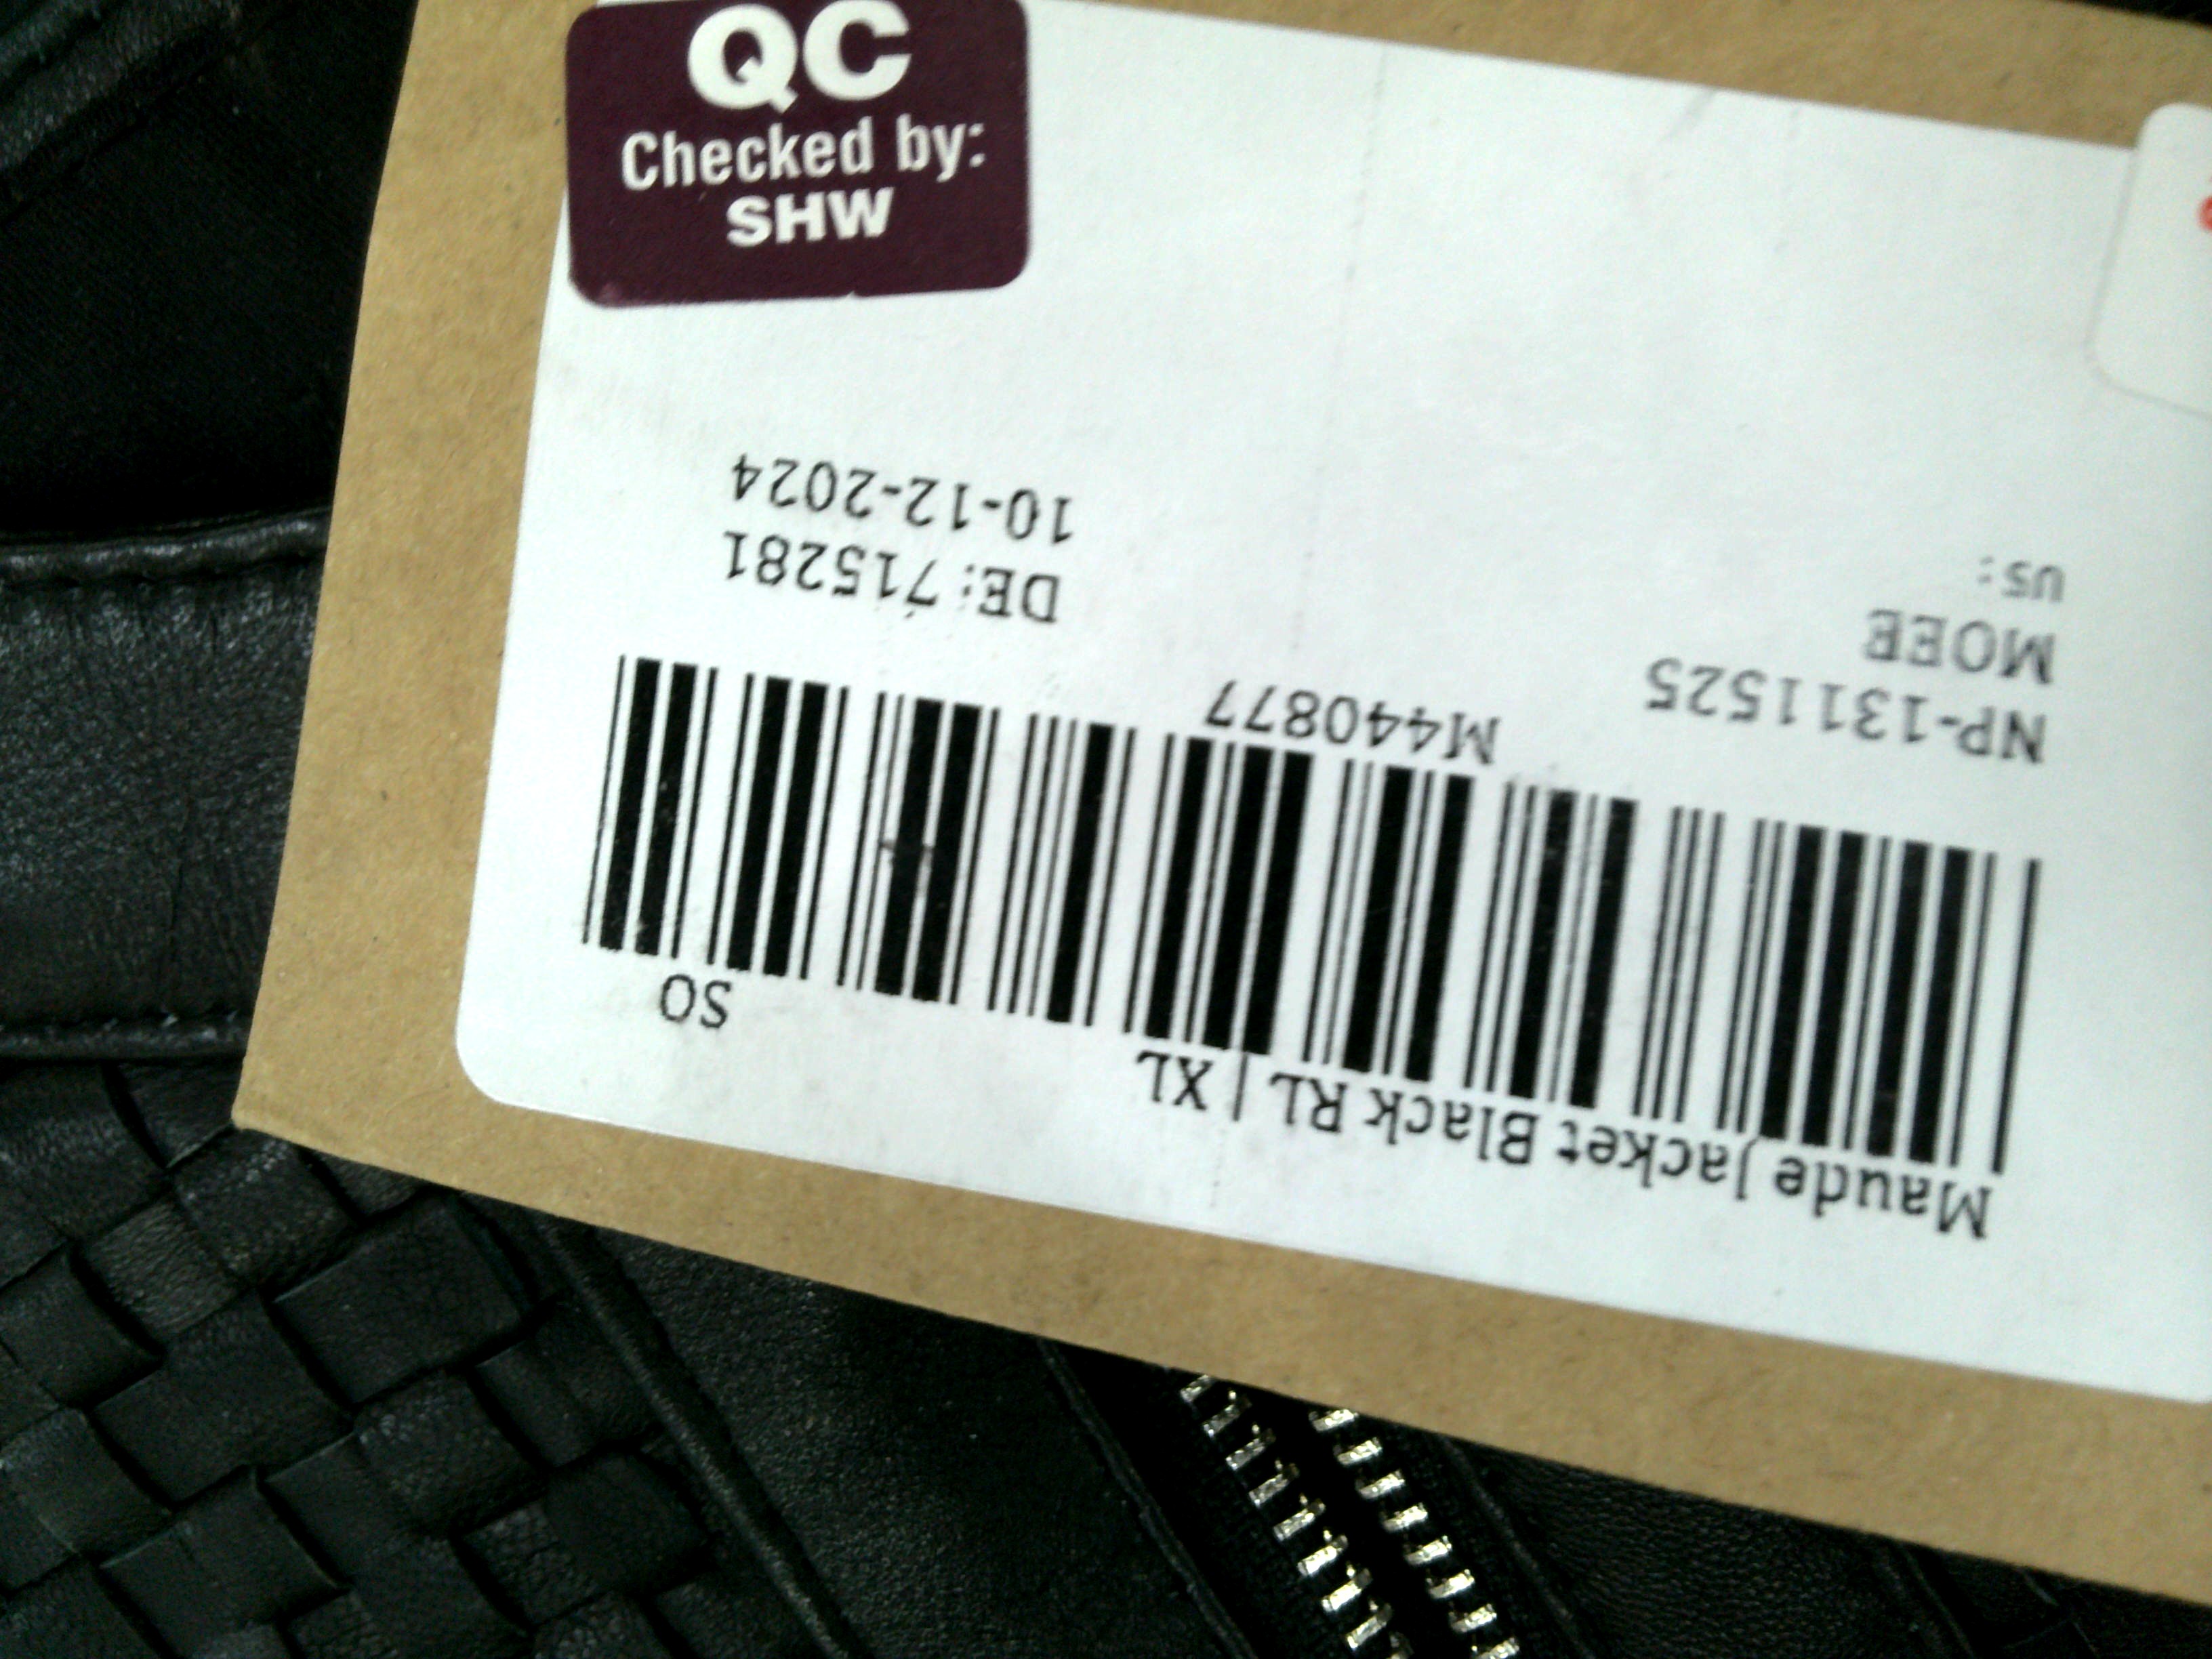 QC
Checked by:
SHW
Maude Jacket Black RL | XL
SO
M440877
NP-1311525
MOEE
US:
DE: 715281
10-12-2024